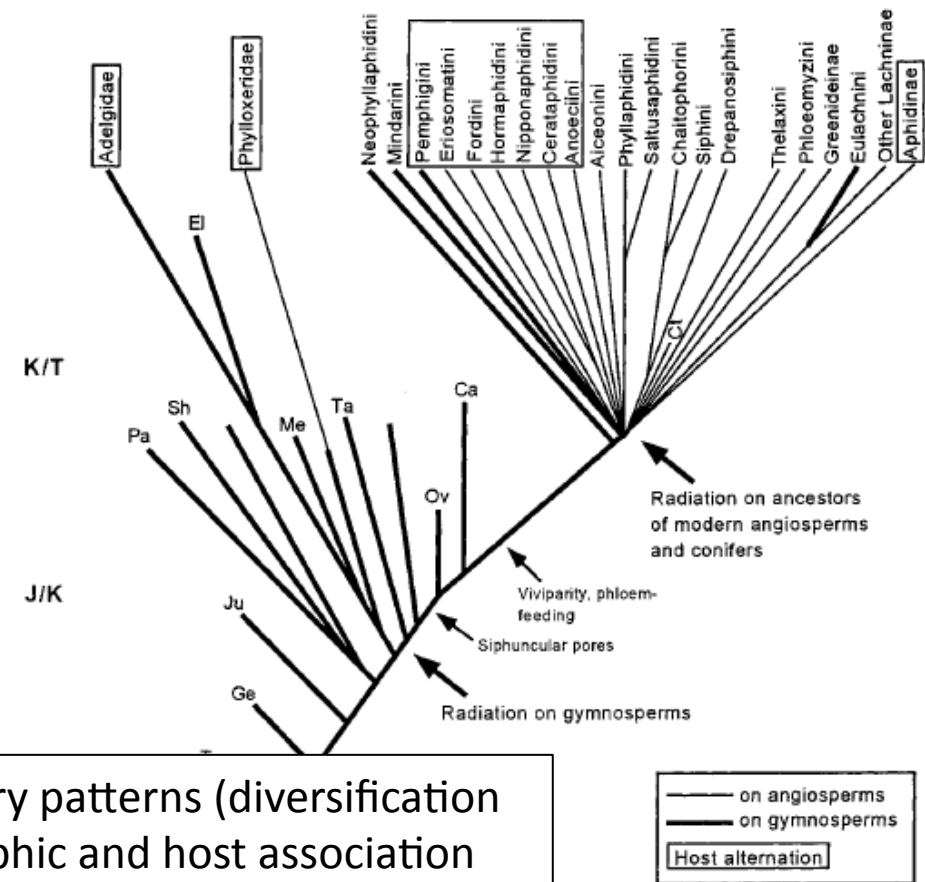 Adelgidae
Phylloxeridae
Neophyllaphidini
Mindarini
Pemphigini
Eriosomatini
Fordini
Hormaphidini
Nipponaphidini
Cerataphidini
Anoeciini
Aiceonini
Phyllaphidini
Saltusaphidini
Chaitophorini
Siphini
Drepanosiphini
Thelaxini
Phloeomyzini
Greenideinae
Eulachnini
Other Lachninae
Aphidinae
El
Ct
K/T
Ca
Ta
Sh
Me
Pa
Ov
Radiation on ancestors
of modern angiosperms
and conifers
J/K
Viviparity, phloem-
feeding
Ju
Siphuncular pores
Ge
Radiation on gymnosperms
ry patterns (diversification
phic and host association
on angiosperms
on gymnosperms
Host alternation